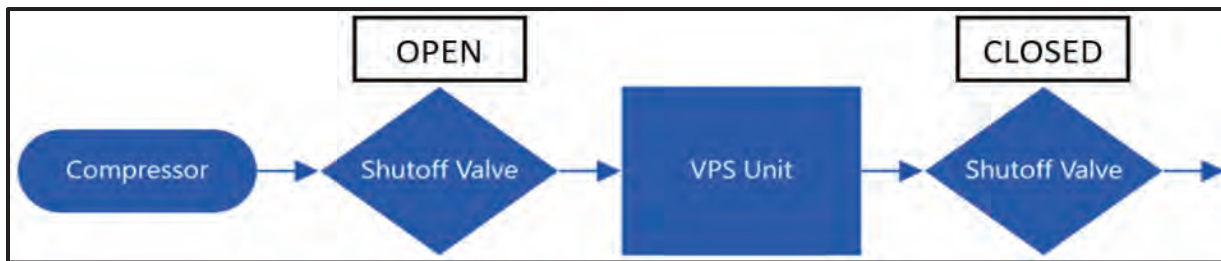 OPEN
CLOSED
Compressor
Shutoff Valve
VPS Unit
Shutoff Valve